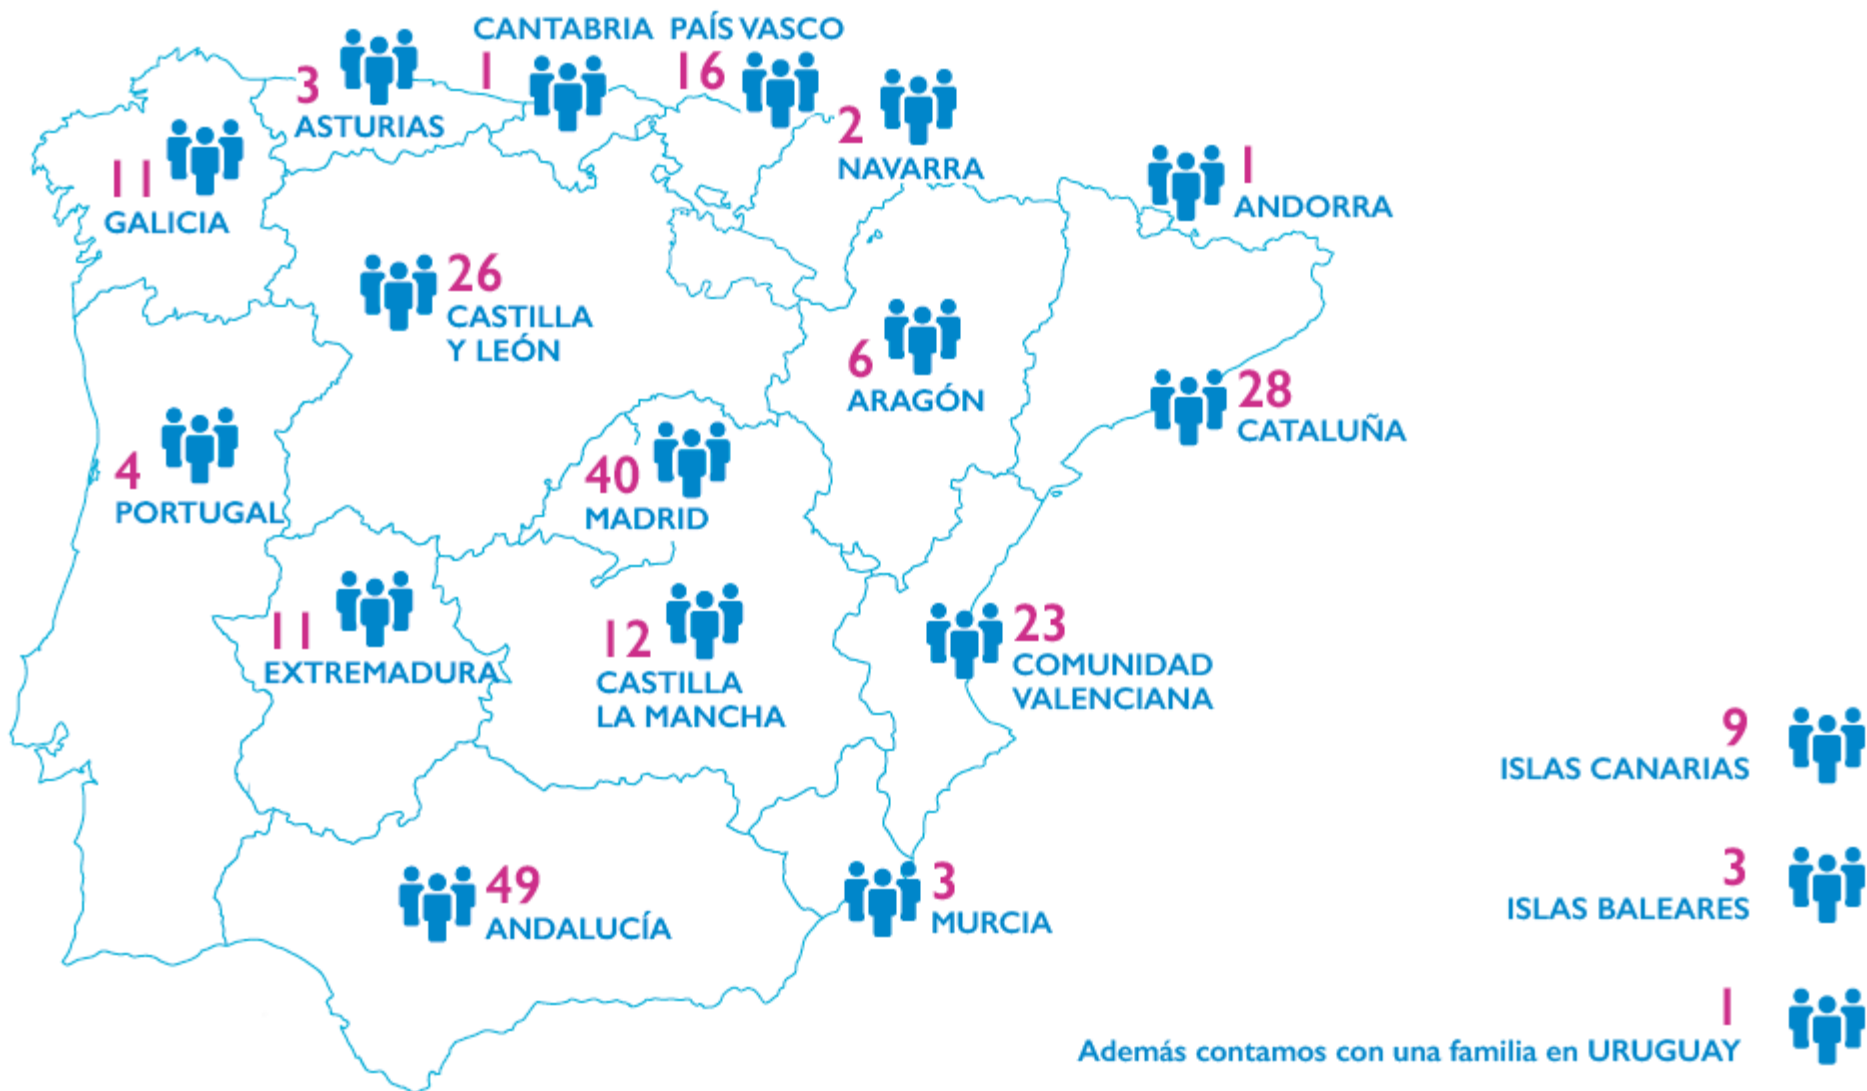 CANTABRIA
1
PAÍS VASCO
16
3
ASTURIAS
2
NAVARRA
11
GALICIA
1
ANDORRA
26
CASTILLA
Y LEÓN
6
ARAGÓN
28
CATALUÑA
4
PORTUGAL
40
MADRID
11
EXTREMADURA
12
CASTILLA
LA MANCHA
23
COMUNIDAD
VALENCIANA
9
ISLAS CANARIAS
49
ANDALUCÍA
3
MURCIA
3
ISLAS BALEARES
1
Además contamos con una familia en URUGUAY